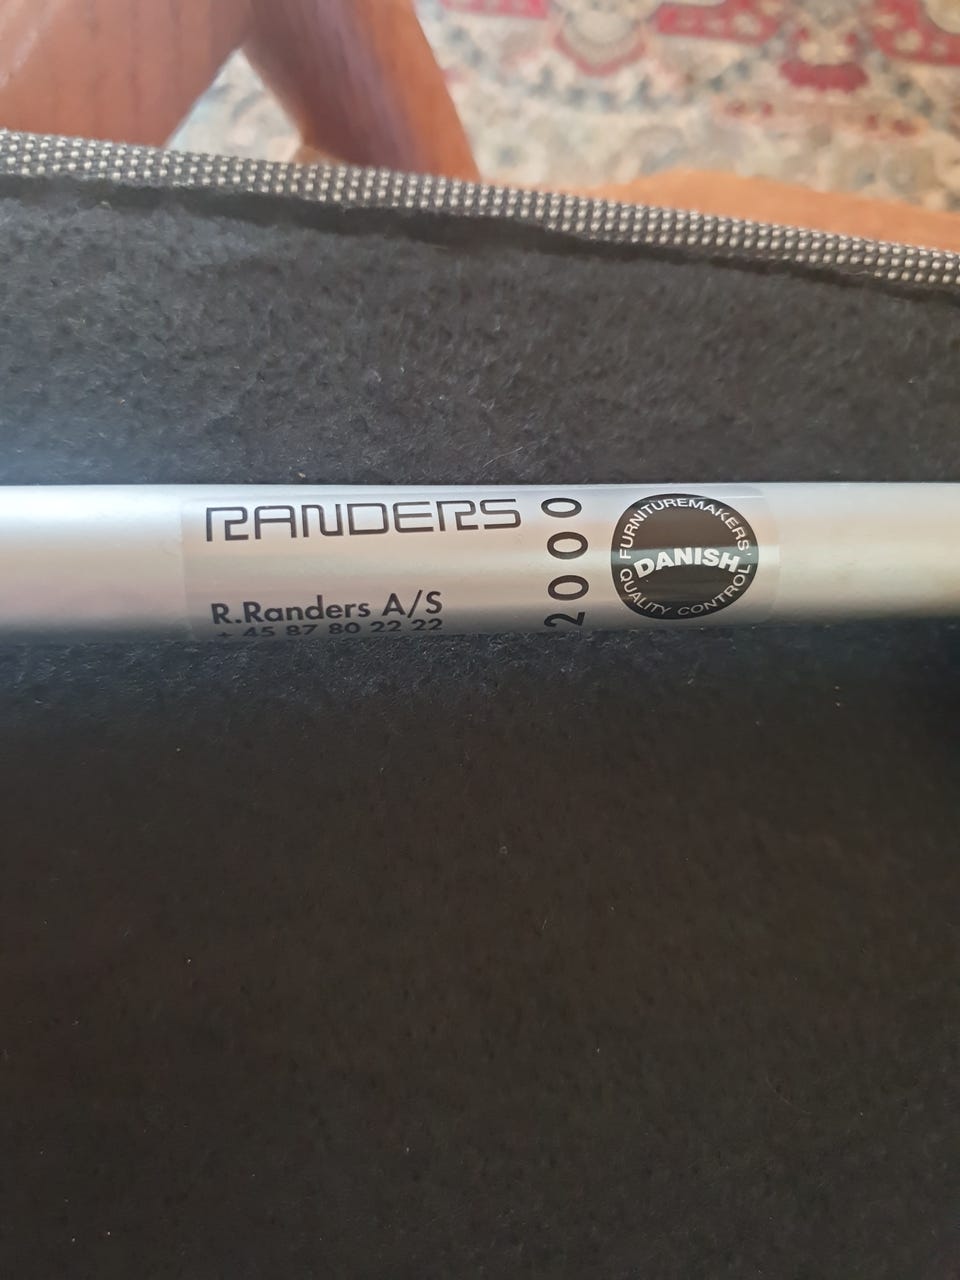 RANDERS
R.Randers A/S
+ 45 87 80 22 22
2000
FURNITUREMAKERS'
DANISH
QUALITY CONTROL